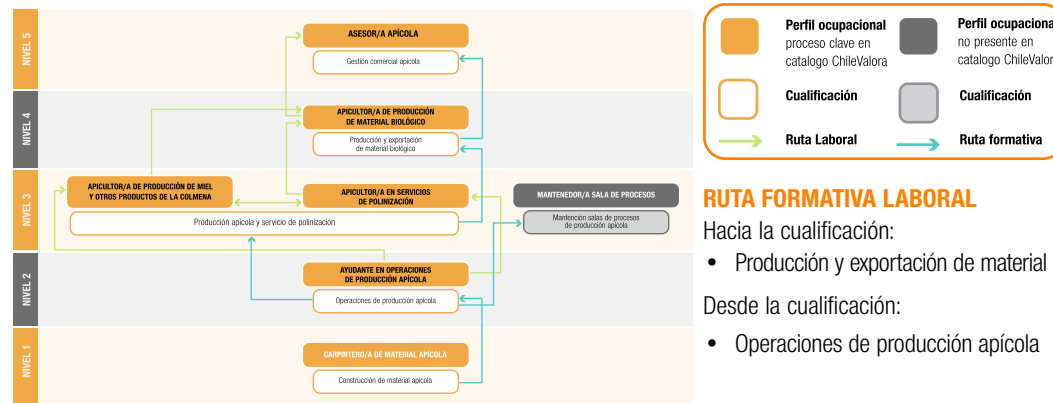 NIVEL 5
ASESOR/A APÍCOLA
Gestión comercial apícola
NIVEL 4
APICULTOR/A DE PRODUCCIÓN
DE MATERIAL BIOLÓGICO
Producción y exportación
de material biológico
NIVEL 3
APICULTOR/A DE PRODUCCIÓN DE MIEL
Y OTROS PRODUCTOS DE LA COLMENA
APICULTOR/A EN SERVICIOS
DE POLINIZACIÓN
Producción apícola y servicio de polinización
MANTENEDOR/A SALA DE PROCESOS
Mantención salas de procesos
de producción apícola
NIVEL 2
AYUDANTE EN OPERACIONES
DE PRODUCCIÓN APÍCOLA
Operaciones de producción apícola
NIVEL 1
CARPINTERO/A DE MATERIAL APÍCOLA
Construcción de material apícola
Perfil ocupacional
proceso clave en
catalogo ChileValora
Perfil ocupaciona
no presente en
catalogo ChileValor
Cualificación
Cualificación
Ruta Laboral
Ruta formativa
RUTA FORMATIVA LABORAL
Hacia la cualificación:
• Producción y exportación de material
Desde la cualificación:
• Operaciones de producción apícola